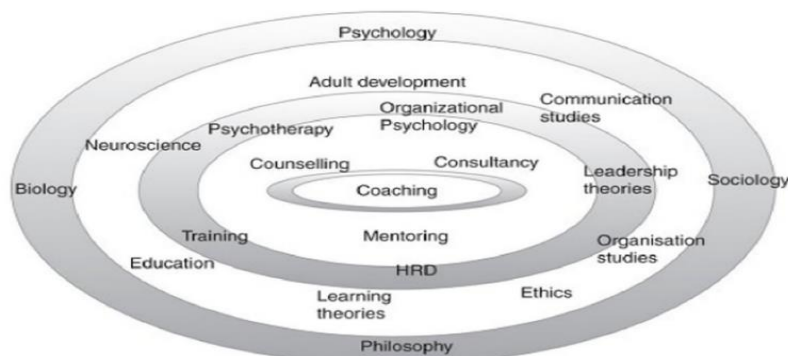 Psychology
Adult development
Communication
studies
Organizational
Psychology
Psychotherapy
Neuroscience
Counselling
Consultancy
Leadership
theories
Sociology
Biology
Coaching
Training
Mentoring
Organisation
studies
Education
HRD
Learning
theories
Ethics
Philosophy